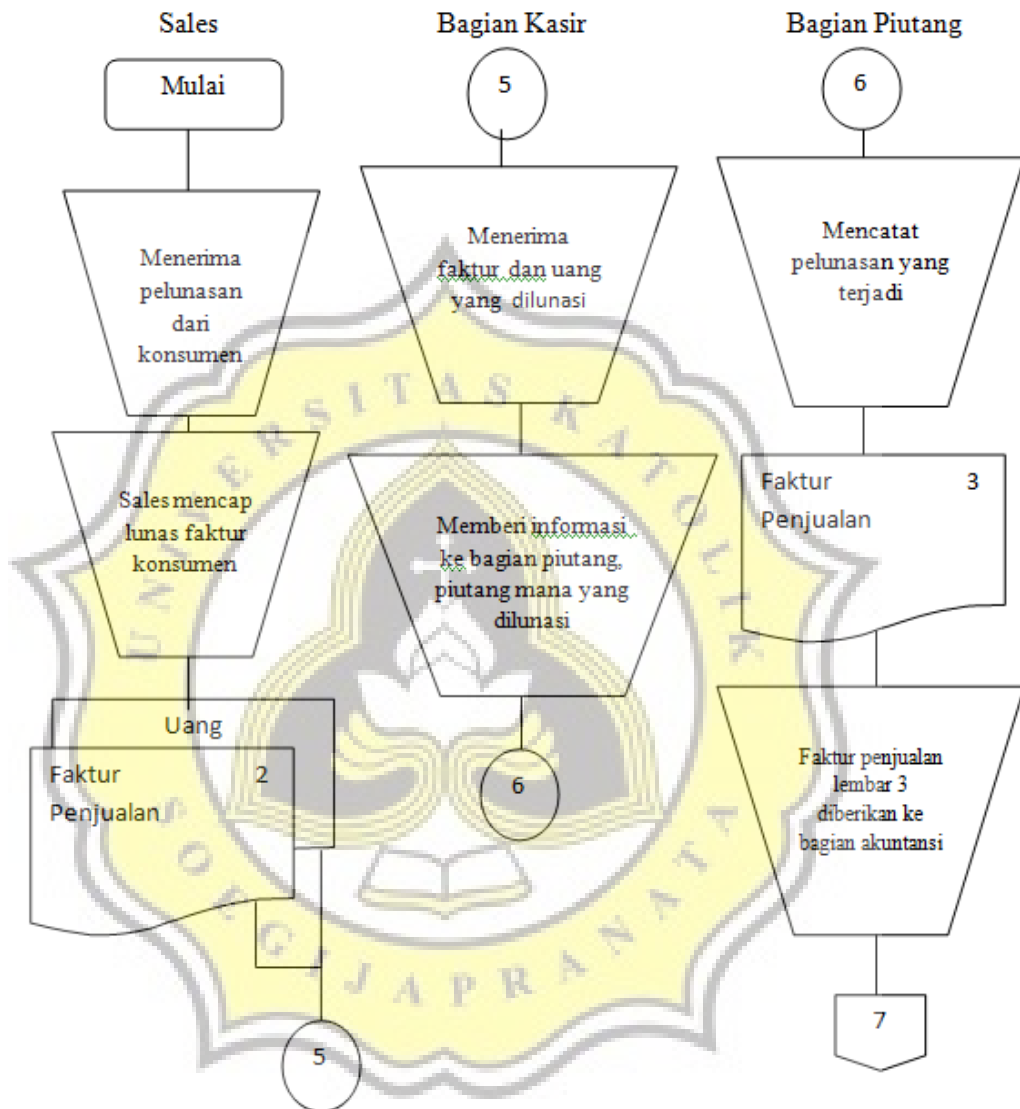 Sales
Mulai
Menerima
pelunasan
dari
konsumen
Sales mencap
lunas faktur
konsumen
Uang
Faktur 2
Penjualan
5
Bagian Kasir
5
Menerima
faktur dan uang
yang dilunasi
Memberi informasi
ke bagian piutang,
piutang mana yang
dilunasi
6
Bagian Piutang
6
Mencatat
pelunasan yang
terjadi
Faktur 3
Penjualan
Faktur penjualan
lembar 3
diberikan ke
bagian akuntansi
7
UNIVERSITAS KATOLIK
SOEGIJAPRANATA